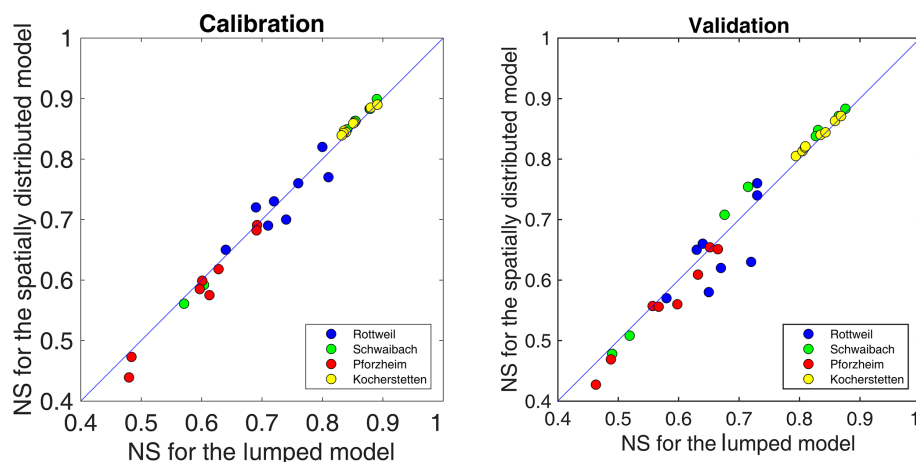 Calibration
1
0.9
0.8
0.7
0.6
0.5
0.4
0.4 0.5 0.6 0.7 0.8 0.9 1
NS for the spatially distributed model
NS for the lumped model
Rottweil
Schwaibach
Pforzheim
Kocherstetten
Validation
1
0.9
0.8
0.7
0.6
0.5
0.4
0.4 0.5 0.6 0.7 0.8 0.9 1
NS for the spatially distributed model
NS for the lumped model
Rottweil
Schwaibach
Pforzheim
Kocherstetten